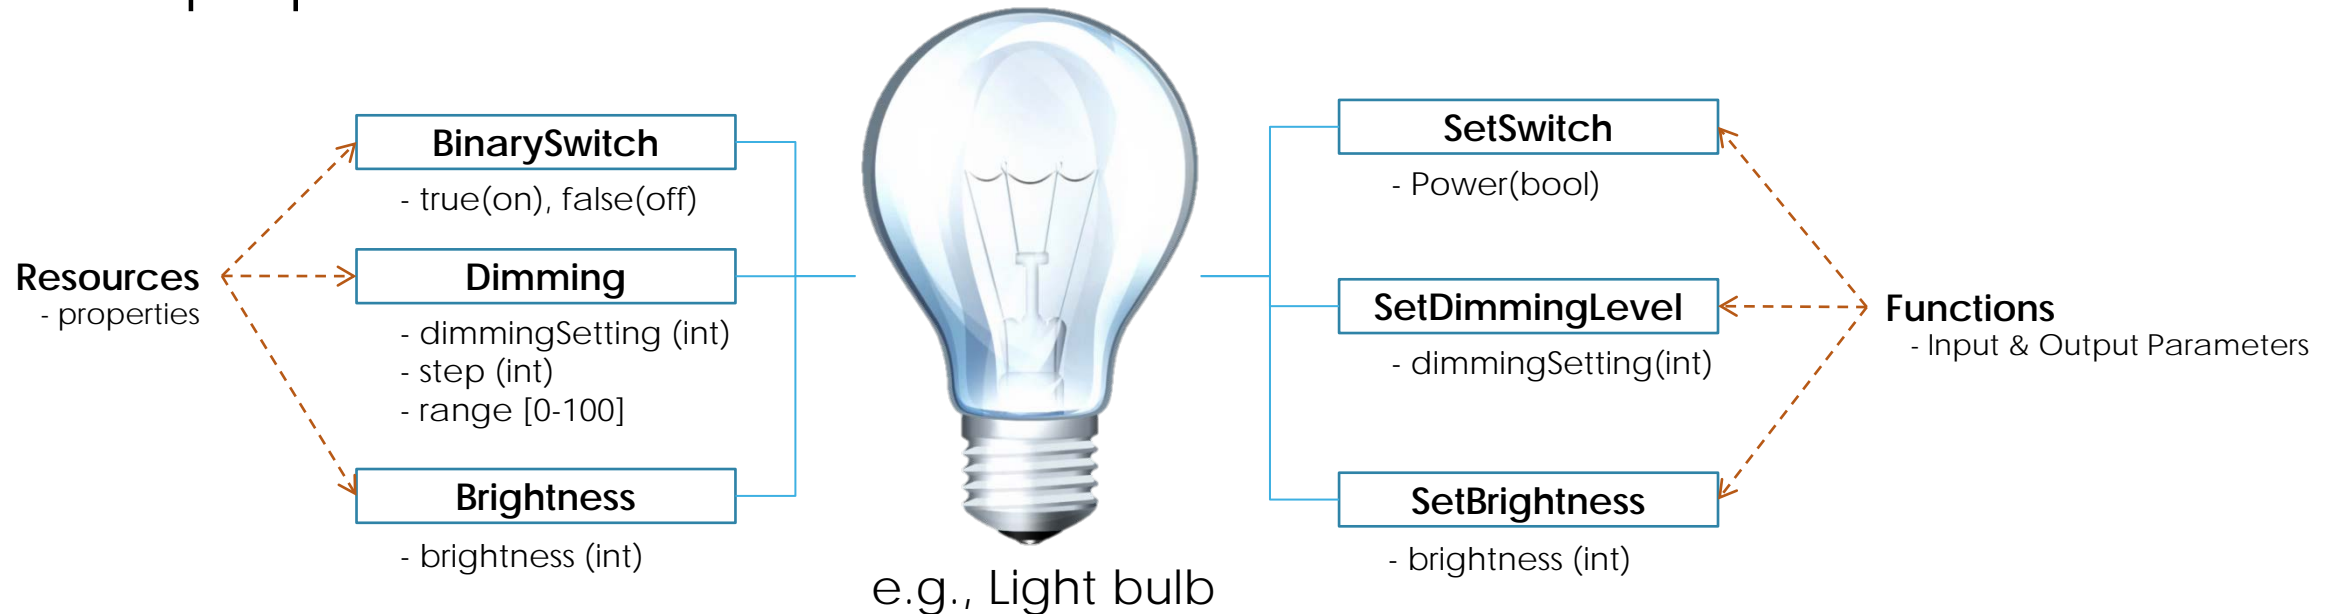 Resources
- properties
BinarySwitch
- true(on), false(off)
Dimming
- dimmingSetting (int)
- step (int)
- range [0-100]
Brightness
- brightness (int)
e.g., Light bulb
SetSwitch
- Power(bool)
SetDimmingLevel
- dimmingSetting(int)
SetBrightness
- brightness (int)
Functions
- Input & Output Parameters